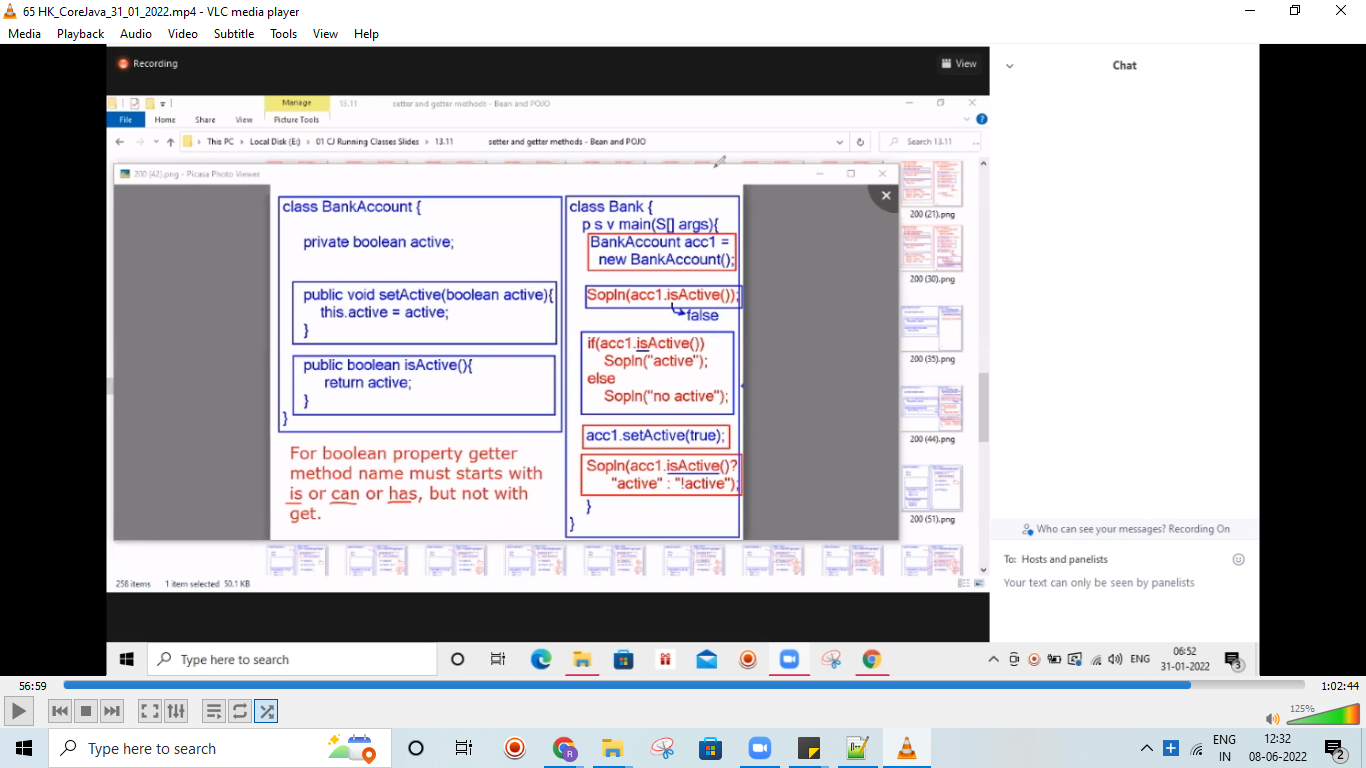 65 HK_CoreJava_31_01_2022.mp4 - VLC media player
Media Playback Audio Video Subtitle Tools View Help
Recording
View
Chat
Manage
13.11
setter and getter methods - Bean and POJO
File Home Share View Picture Tools
This PC > Local Disk (E:) > 01 CJ Running Classes Slides > 13.11 setter and getter methods - Bean and POJO
Search 13.11
200 (42).png - Picasa Photo Viewer
class BankAccount {
private boolean active;
public void setActive(boolean active){
this.active = active;
}
public boolean isActive(){
return active;
}
}
For boolean property getter
method name must starts with
is or can or has, but not with
get.
class Bank {
p s v main(S[] args){
BankAccount acc1 =
new BankAccount();
Sopln(acc1.isActive());
false
if(acc1.isActive())
Sopln("active");
else
Sopln("no active");
acc1.setActive(true);
Sopln(acc1.isActive()?
"active" : "!active");
}
}
200 (21).png
200 (30).png
200 (35).png
200 (44).png
200 (51).png
258 items 1 item selected 50.1 KB
Who can see your messages? Recording On
To: Hosts and panelists
Your text can only be seen by panelists
Type here to search
ENG
06:52
31-01-2022
3
56:59
1:02:44
125%
Type here to search
ENG
IN
12:32
08-06-2022
2